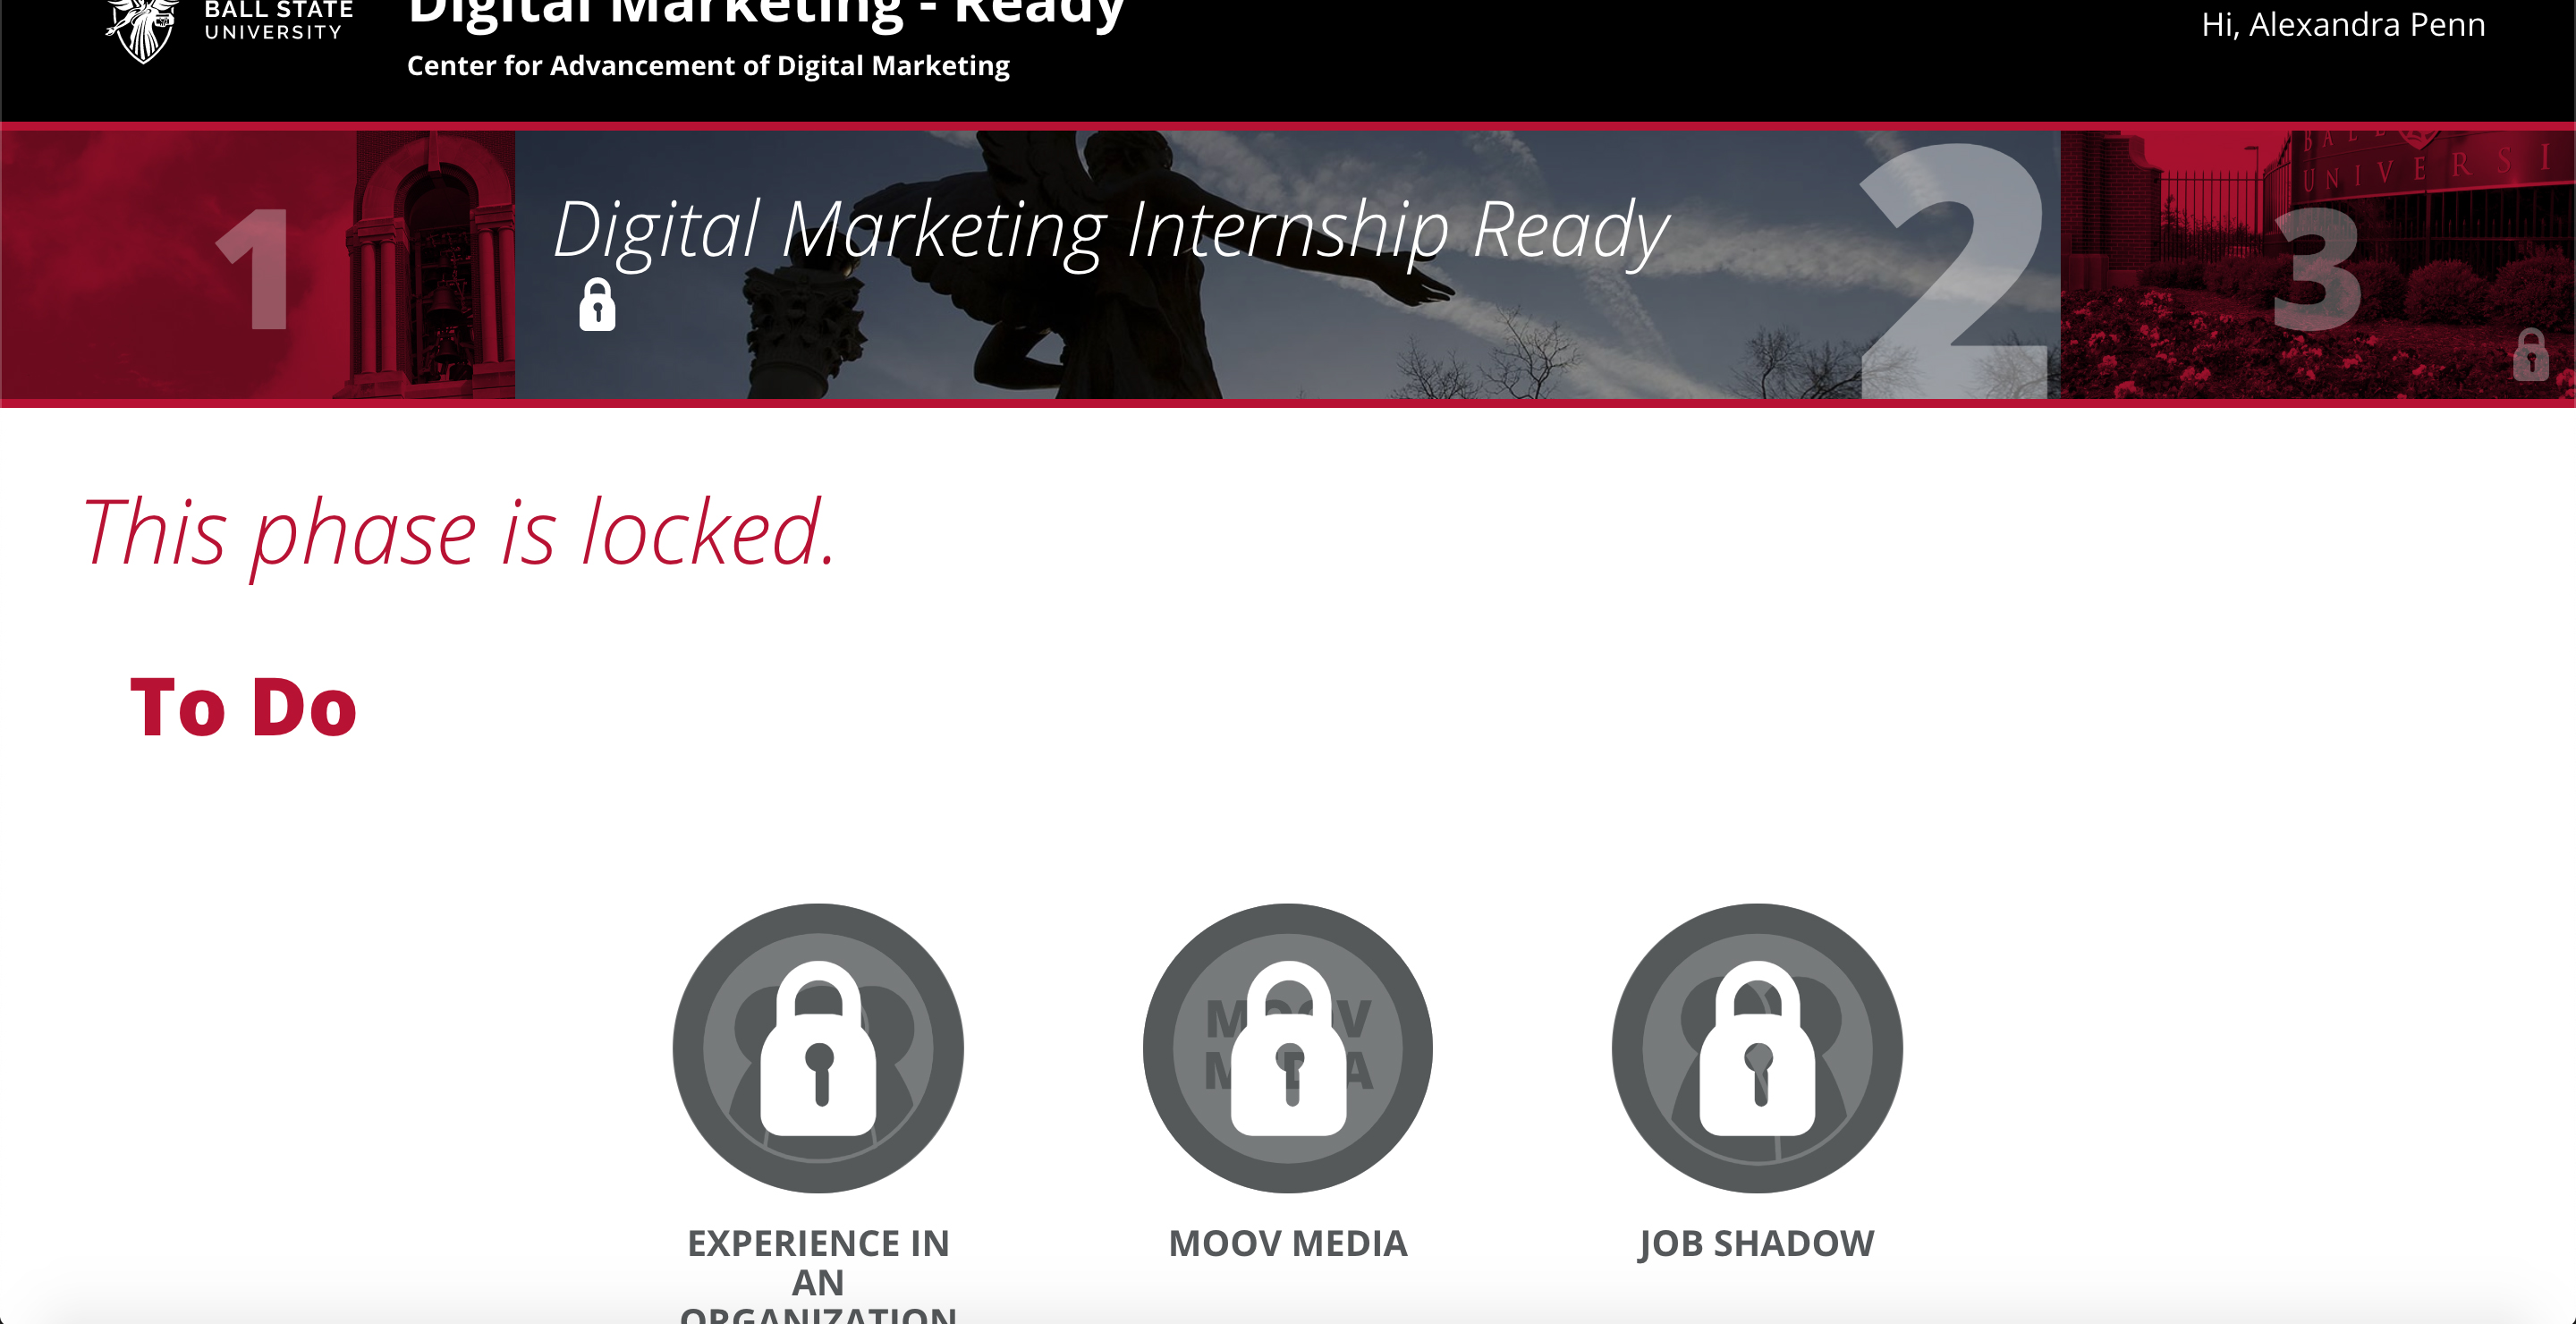 BALL STATE
UNIVERSITY
Digital Marketing - Ready
Center for Advancement of Digital Marketing
Hi, Alexandra Penn
1
Digital Marketing Internship Ready
2
3
UNIVERSI
This phase is locked.
To Do
EXPERIENCE IN
AN
ORGANIZATION
MOOV MEDIA
JOB SHADOW